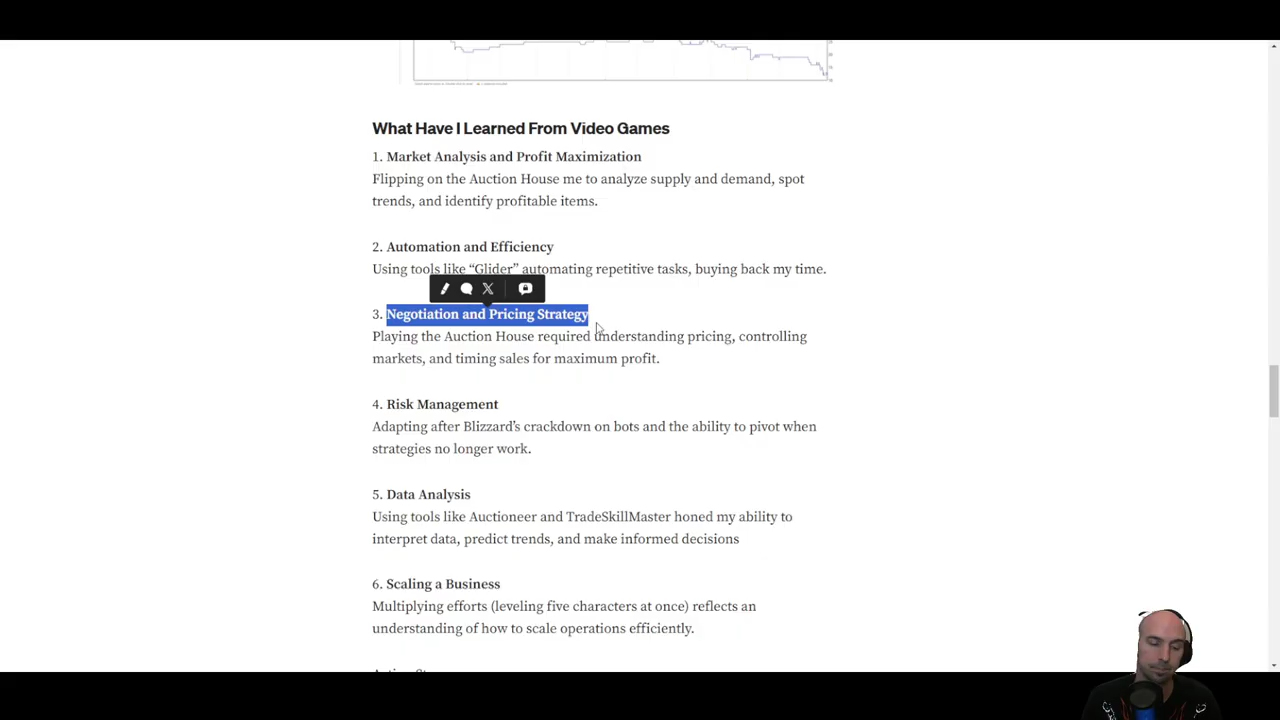 What Have I Learned From Video Games
1. Market Analysis and Profit Maximization
Flipping on the Auction House me to analyze supply and demand, spot
trends, and identify profitable items.
2. Automation and Efficiency
Using tools like “Glider” automating repetitive tasks, buying back my time.
3. Negotiation and Pricing Strategy
Playing the Auction House required understanding pricing, controlling
markets, and timing sales for maximum profit.
4. Risk Management
Adapting after Blizzard’s crackdown on bots and the ability to pivot when
strategies no longer work.
5. Data Analysis
Using tools like Auctioneer and TradeSkillMaster honed my ability to
interpret data, predict trends, and make informed decisions
6. Scaling a Business
Multiplying efforts (leveling five characters at once) reflects an
understanding of how to scale operations efficiently.